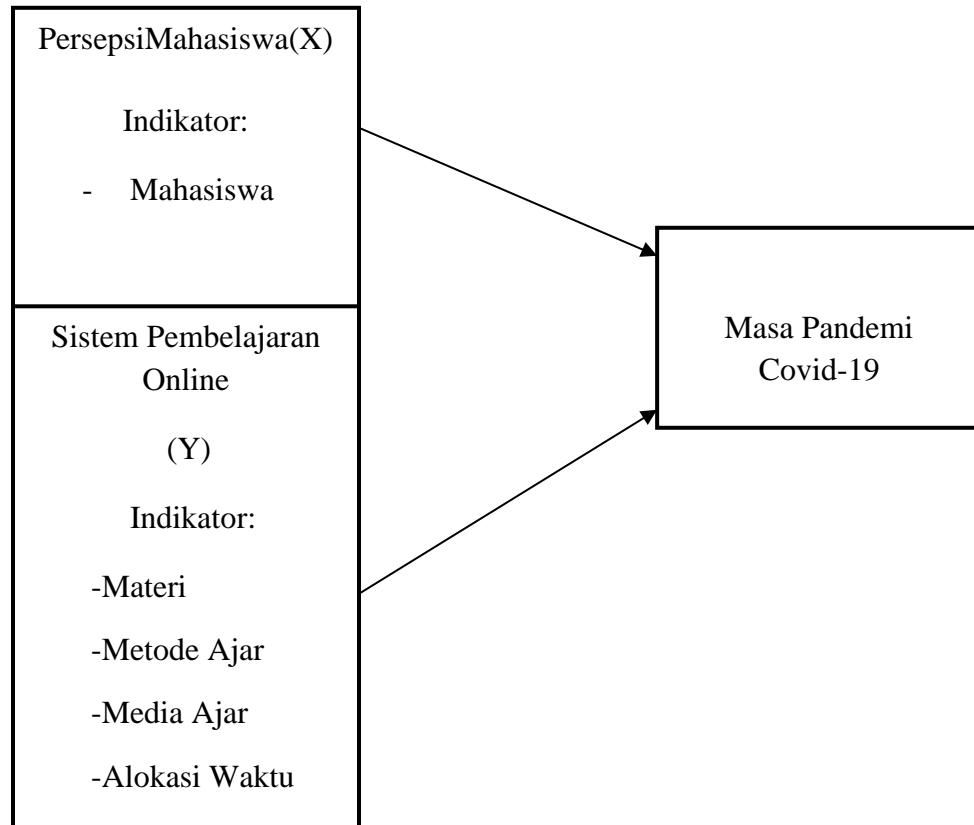 PersepsiMahasiswa(X)
Indikator:
- Mahasiswa
Sistem Pembelajaran
Online
(Y)
Indikator:
-Materi
-Metode Ajar
-Media Ajar
-Alokasi Waktu
Masa Pandemi
Covid-19